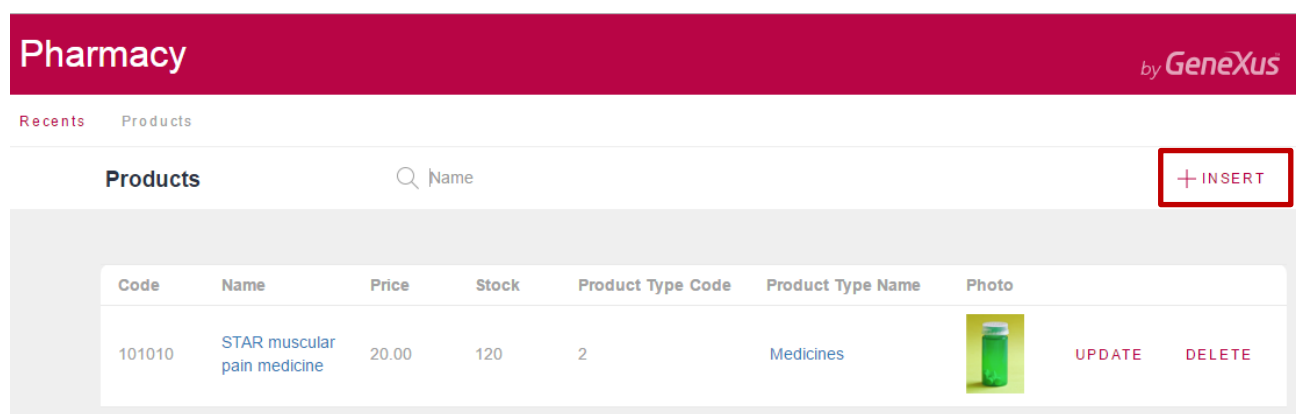 Pharmacy
by GeneXus™
Recents Products
Products Name INSERT
Code Name Price Stock Product Type Code Product Type Name Photo
101010 STAR muscular pain medicine 20.00 120 2 Medicines UPDATE DELETE